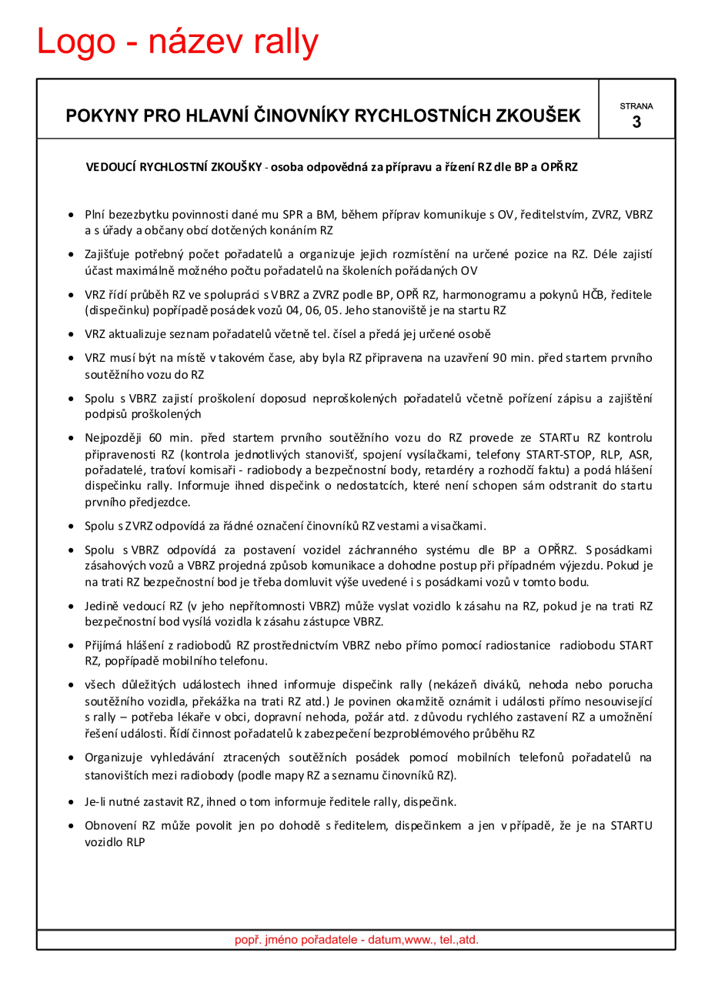 Logo - název rally
POKYNY PRO HLAVNÍ ČINOVNÍKY RYCHLOSTNÍCH ZKOUŠEK
STRANA
3
VEDOUCÍ RYCHLOSTNÍ ZKOUŠKY - osoba odpovědná za přípravu a řízení RZ dle BP a OPŘRZ
• Plní bezezbytku povinnosti dané mu SPR a BM, během příprav komunikuje s OV, ředitelstvím, ZVRZ, VBRZ
a s úřady a občany obcí dotčených konáním RZ
• Zajišťuje potřebný počet pořadatelů a organizuje jejich rozmístění na určené pozice na RZ. Déle zajistí
účast maximálně možného počtu pořadatelů na školeních pořádaných OV
• VRZ řídí průběh RZ ve spolupráci s VBRZ a ZVRZ podle BP, OPŘ RZ, harmonogramu a pokynů HČB, ředitele
(dispečinku) popřípadě posádek vozů 04, 06, 05. Jeho stanoviště je na startu RZ
• VRZ aktualizuje seznam pořadatelů včetně tel. čísel a předá jej určené osobě
• VRZ musí být na místě v takovém čase, aby byla RZ připravena na uzavření 90 min. před startem prvního
soutěžního vozu do RZ
• Spolu s VBRZ zajistí proškolení doposud neproškolených pořadatelů včetně pořízení zápisu a zajištění
podpisů proškolených
• Nejpozději 60 min. před startem prvního soutěžního vozu do RZ provede ze STARTu RZ kontrolu
připravenosti RZ (kontrola jednotlivých stanovišť, spojení vysílačkami, telefony START-STOP, RLP, ASR,
pořadatelé, traťoví komisaři - radiobody a bezpečnostní body, retardéry a rozhodčí faktu) a podá hlášení
dispečinku rally. Informuje ihned dispečink o nedostatcích, které není schopen sám odstranit do startu
prvního předjezdce.
• Spolu s ZVRZ odpovídá za řádné označení činovníků RZ vestami a visačkami.
• Spolu s VBRZ odpovídá za postavení vozidel záchranného systému dle BP a OPŘRZ. S posádkami
zásahových vozů a VBRZ projedná způsob komunikace a dohodne postup při případném výjezdu. Pokud je
na trati RZ bezpečnostní bod je třeba domluvit výše uvedené i s posádkami vozů v tomto bodu.
• Jedině vedoucí RZ (v jeho nepřítomnosti VBRZ) může vyslat vozidlo k zásahu na RZ, pokud je na trati RZ
bezpečnostní bod vysílá vozidla k zásahu zástupce VBRZ.
• Přijímá hlášení z radiobodů RZ prostřednictvím VBRZ nebo přímo pomocí radiostanice radiobodu START
RZ, popřípadě mobilního telefonu.
• všech důležitých událostech ihned informuje dispečink rally (nekázeň diváků, nehoda nebo porucha
soutěžního vozidla, překážka na trati RZ atd.) Je povinen okamžitě oznámit i události přímo nesouvisející
s rally – potřeba lékaře v obci, dopravní nehoda, požár atd. z důvodu rychlého zastavení RZ a umožnění
řešení události. Řídí činnost pořadatelů k zabezpečení bezproblémového průběhu RZ
• Organizuje vyhledávání ztracených soutěžních posádek pomocí mobilních telefonů pořadatelů na
stanovištích mezi radiobody (podle mapy RZ a seznamu činovníků RZ).
• Je-li nutné zastavit RZ, ihned o tom informuje ředitele rally, dispečink.
• Obnovení RZ může povolit jen po dohodě s ředitelem, dispečinkem a jen v případě, že je na STARTU
vozidlo RLP
popř. jméno pořadatele - datum,www., tel.,atd.